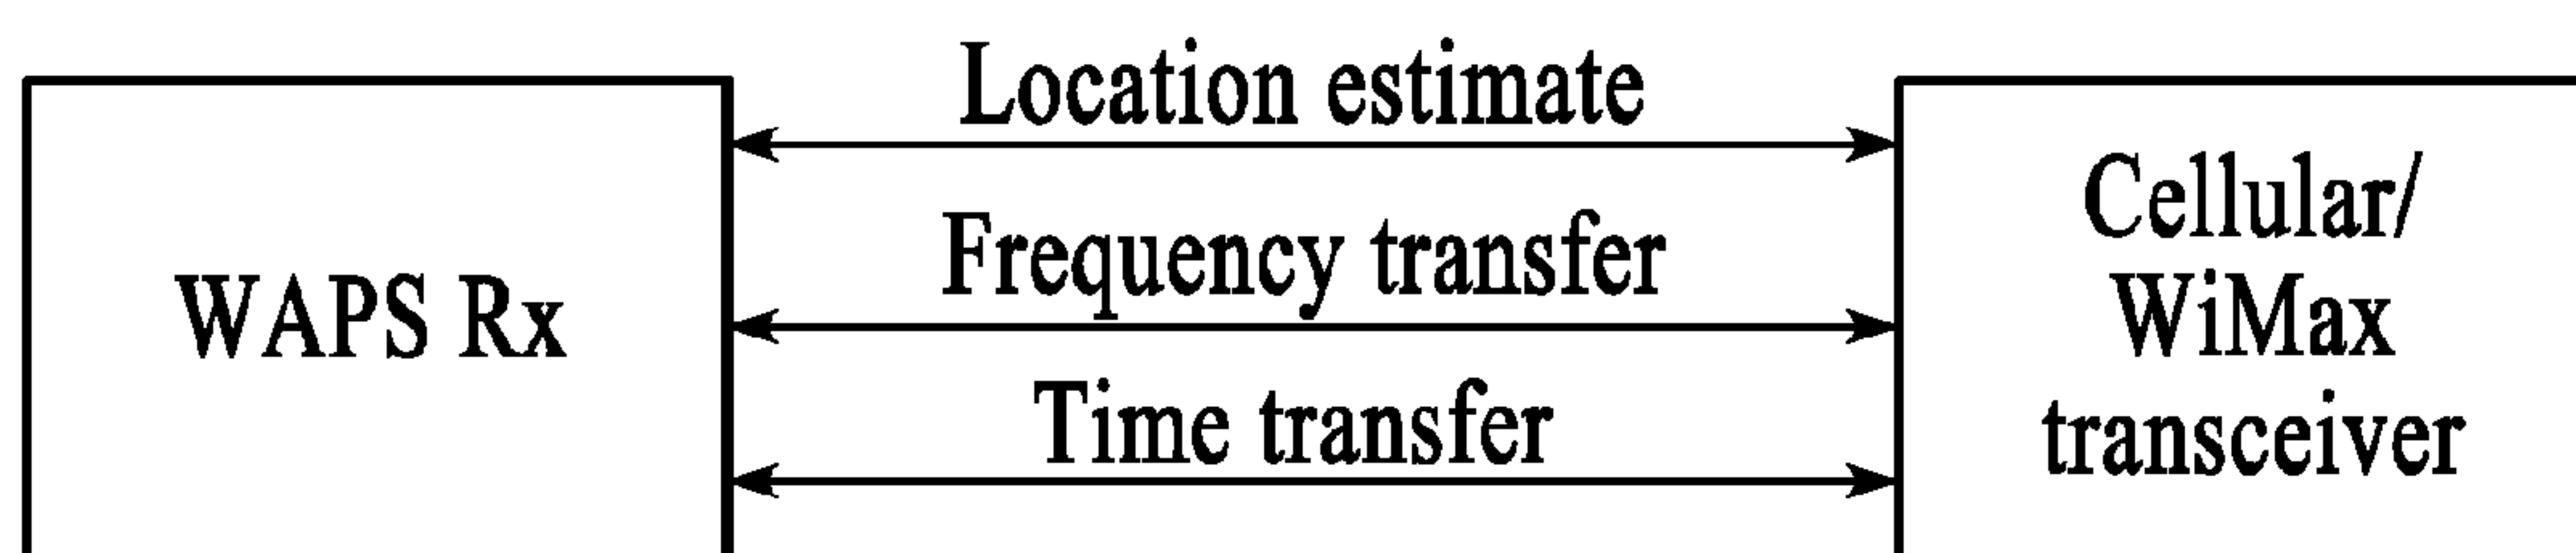 Location estimate
Frequency transfer
Time transfer
WAPS Rx
Cellular/
WiMax
transceiver